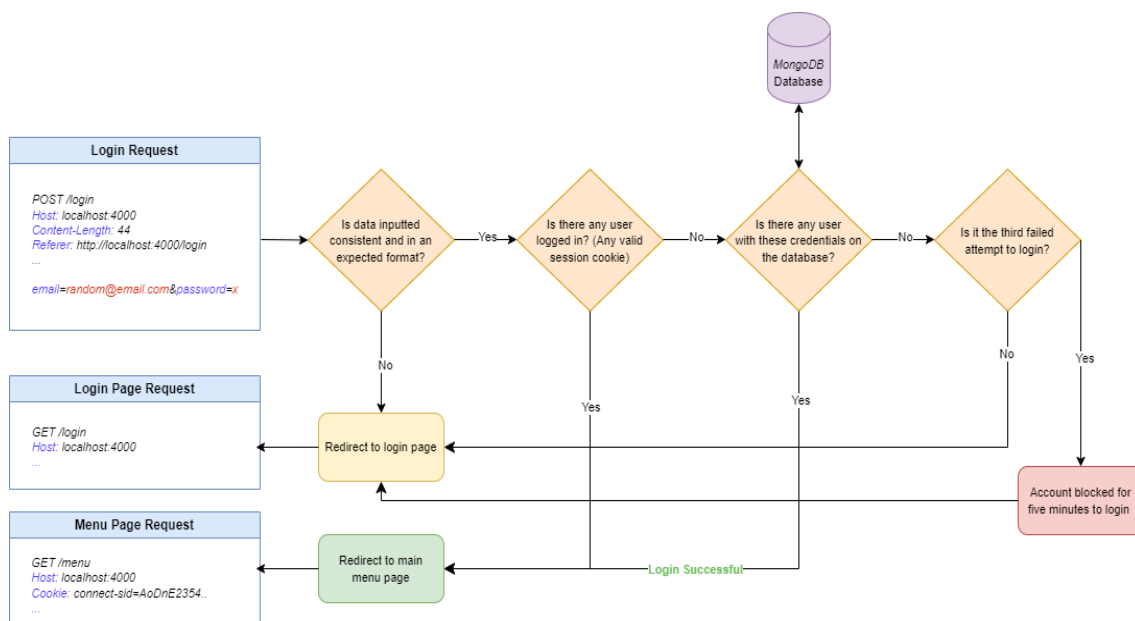 MongoDB
Database
Login Request
POST /login
Host: localhost:4000
Content-Length: 44
Referer: http://localhost:4000/login
...
email=random@email.com&password=x
Is data inputted
consistent and in an
expected format?
Yes
Is there any user
logged in? (Any valid
session cookie)
No
Is there any user
with these credentials on
the database?
No
Is it the third failed
attempt to login?
No
Yes
No
Yes
Yes
Login Page Request
GET /login
Host: localhost:4000
...
Redirect to login page
Account blocked for
five minutes to login
Menu Page Request
GET /menu
Host: localhost:4000
Cookie: connect-sid=AoDnE2354..
...
Redirect to main
menu page
Login Successful